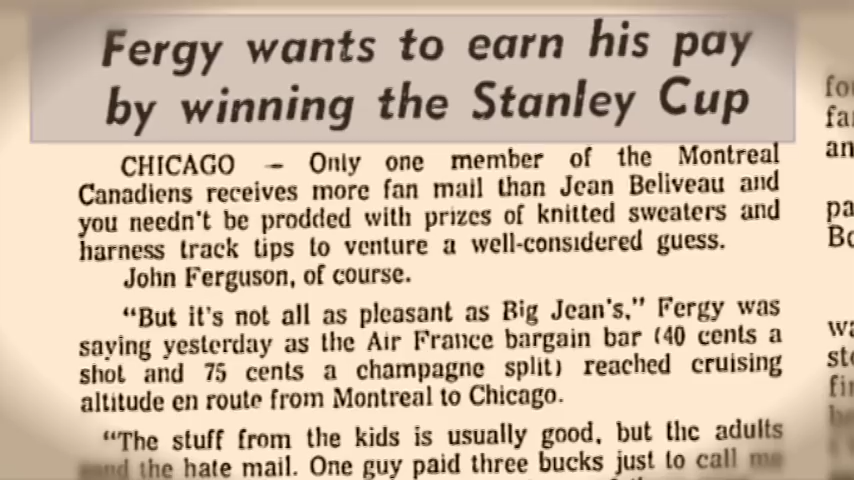 Fergy wants to earn his pay
by winning the Stanley Cup
CHICAGO — Only one member of the Montreal
Canadiens receives more fan mail than Jean Beliveau and
you needn't be prodded with prizes of knitted sweaters and
harness track tips to venture a well-considered guess.
John Ferguson, of course.
"But it's not all as pleasant as Big Jean's," Fergy was
saying yesterday as the Air France bargain bar (40 cents a
shot and 75 cents a champagne split) reached cruising
altitude en route from Montreal to Chicago.
"The stuff from the kids is usually good, but the adults
send the hate mail. One guy paid three bucks just to call me